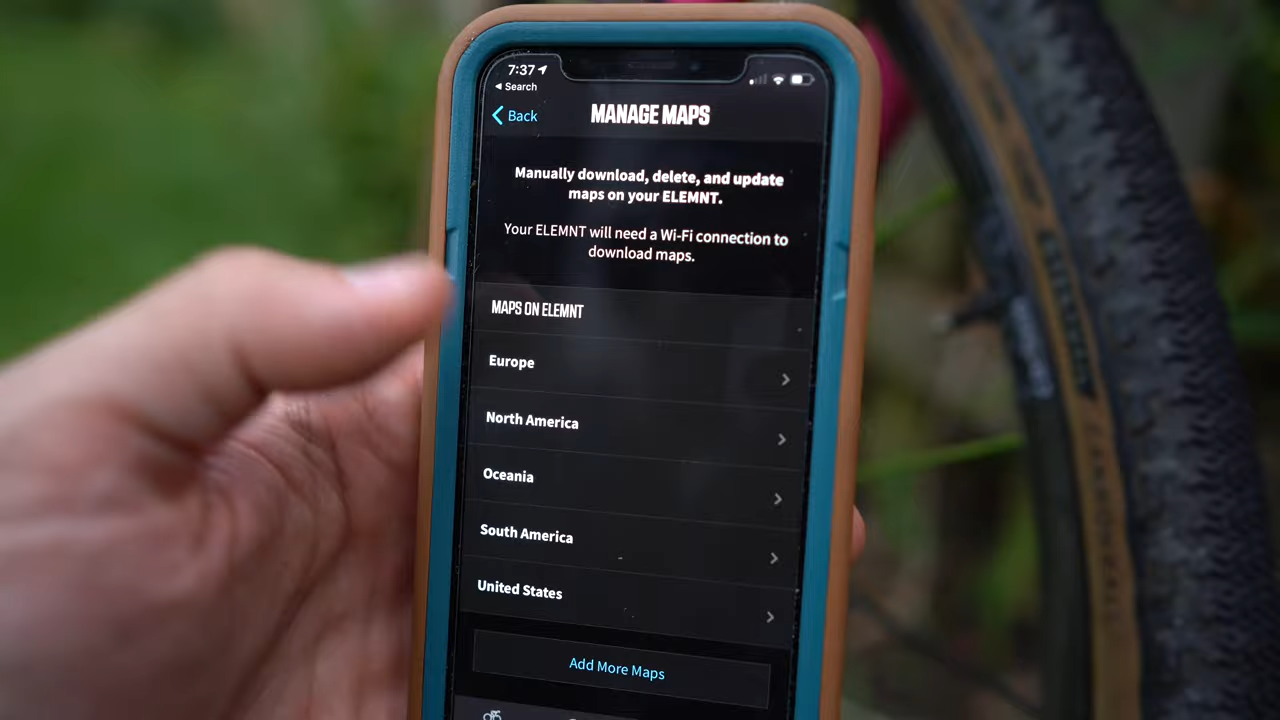 7:37
Search
Back
MANAGE MAPS
Manually download, delete, and update
maps on your ELEMNT.
Your ELEMNT will need a Wi-Fi connection to
download maps.
MAPS ON ELEMNT
Europe
North America
Oceania
South America
United States
Add More Maps